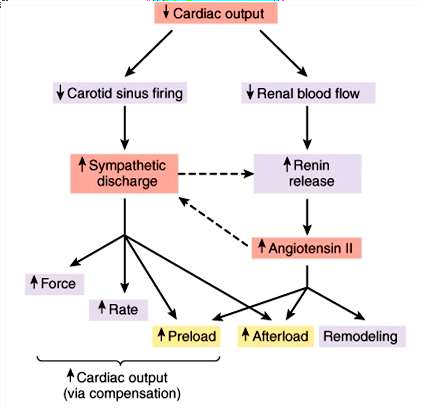 ↓ Cardiac output
↓ Carotid sinus firing
↓ Renal blood flow
↑ Sympathetic
discharge
↑ Renin
release
↑ Angiotensin II
↑ Force
↑ Rate
↑ Preload
↑ Afterload
Remodeling
↑ Cardiac output
(via compensation)